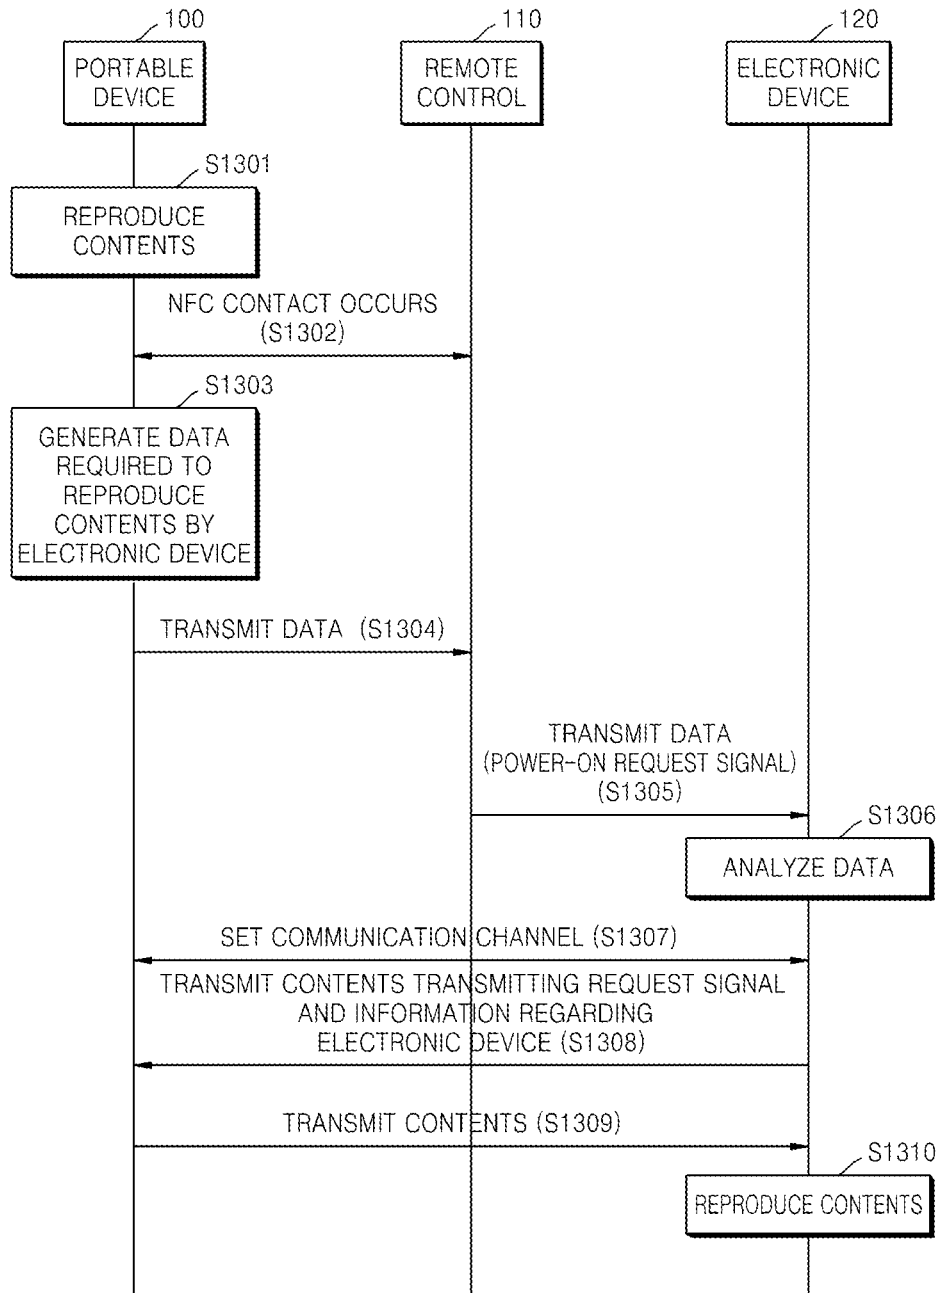 100
110
120
PORTABLE
DEVICE
REMOTE
CONTROL
ELECTRONIC
DEVICE
S1301
REPRODUCE
CONTENTS
NFC CONTACT OCCURS
(S1302)
S1303
GENERATE DATA
REQUIRED TO
REPRODUCE
CONTENTS BY
ELECTRONIC DEVICE
TRANSMIT DATA (S1304)
TRANSMIT DATA
(POWER-ON REQUEST SIGNAL)
(S1305)
S1306
ANALYZE DATA
SET COMMUNICATION CHANNEL (S1307)
TRANSMIT CONTENTS TRANSMITTING REQUEST SIGNAL
AND INFORMATION REGARDING
ELECTRONIC DEVICE (S1308)
TRANSMIT CONTENTS (S1309)
S1310
REPRODUCE CONTENTS